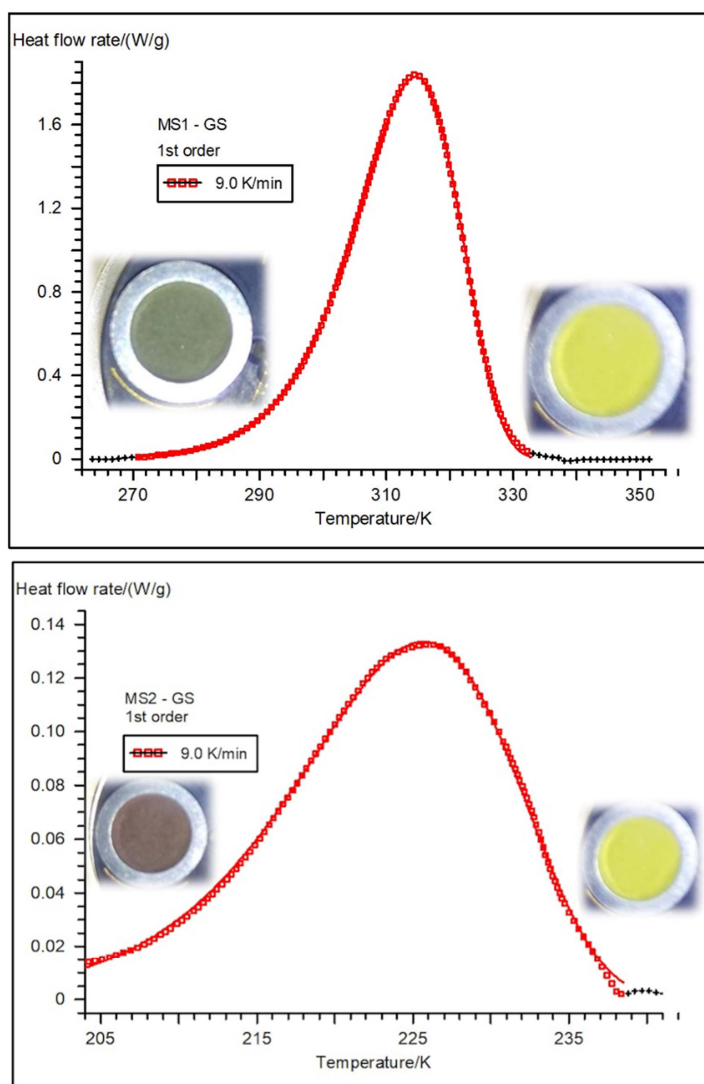 Heat flow rate/(W/g)
1.6
1.2
0.8
0.4
0
MS1 - GS
1st order
9.0 K/min
270 290 310 330 350
Temperature/K
Heat flow rate/(W/g)
0.14
0.12
0.10
0.08
0.06
0.04
0.02
0
MS2 - GS
1st order
9.0 K/min
205 215 225 235
Temperature/K